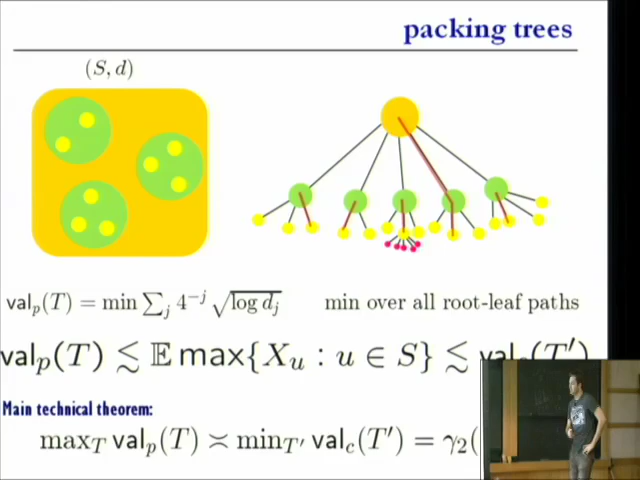 packing trees
(S, d)
val_p(T) = min ∑_j 4^{-j} √(log d_j) min over all root-leaf paths
val_p(T) ≲ 𝔼 max{X_u : u ∈ S} ≲ val_c(T′)
Main technical theorem:
max_T val_p(T) ≍ min_{T′} val_c(T′) = γ_2(